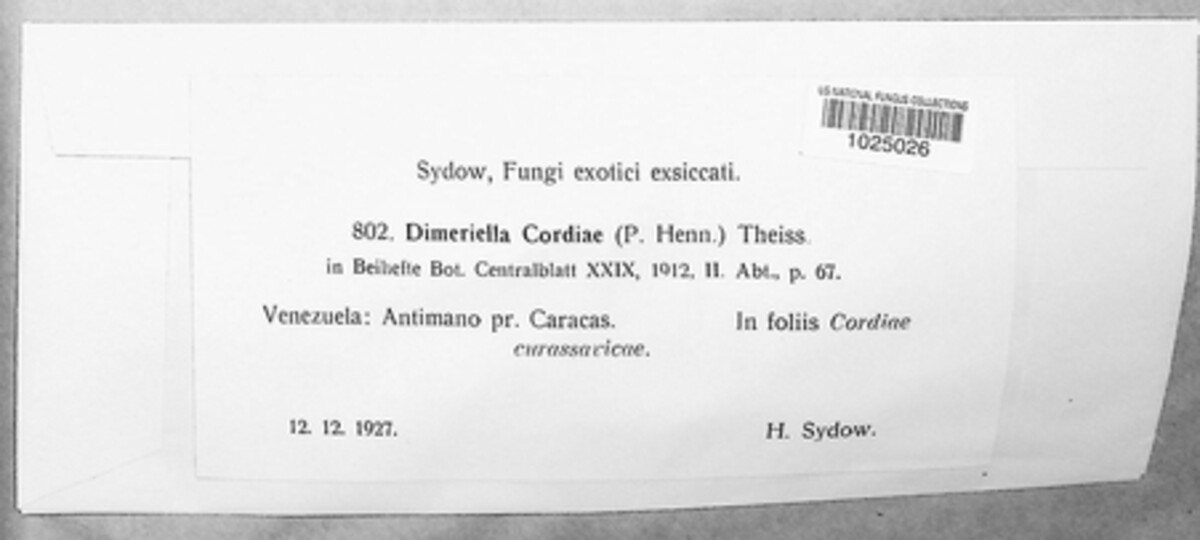 US NATIONAL FUNGUS COLLECTIONS
1025026
Sydow, Fungi exotici exsiccati.
802. Dimeriella Cordiae (P. Henn.) Theiss.
in Beihefte Bot. Centralblatt XXIX, 1912, II. Abt., p. 67.
Venezuela: Antimano pr. Caracas. In foliis Cordiae
curassavicae.
12. 12. 1927. H. Sydow.